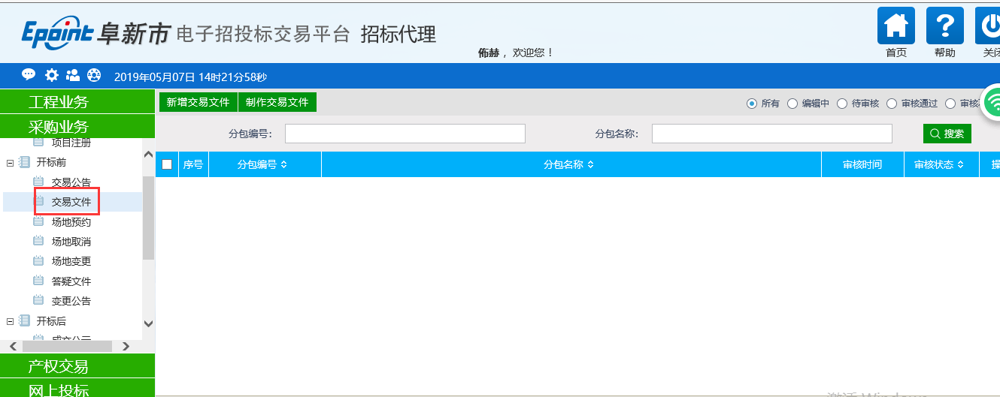 Epoint 阜新市 电子招投标交易平台 招标代理
㑇赫 ，欢迎您！
首页 帮助
2019年05月07日 14时21分58秒
工程业务
采购业务
项目注册
开标前
交易公告
交易文件
场地预约
场地取消
场地变更
答疑文件
变更公告
开标后
成交公示
产权交易
网上投标
新增交易文件 制作交易文件
所有 编辑中 待审核 审核通过 审核
分包编号： 分包名称： 搜索
序号 分包编号 分包名称 审核时间 审核状态
激活 Windows